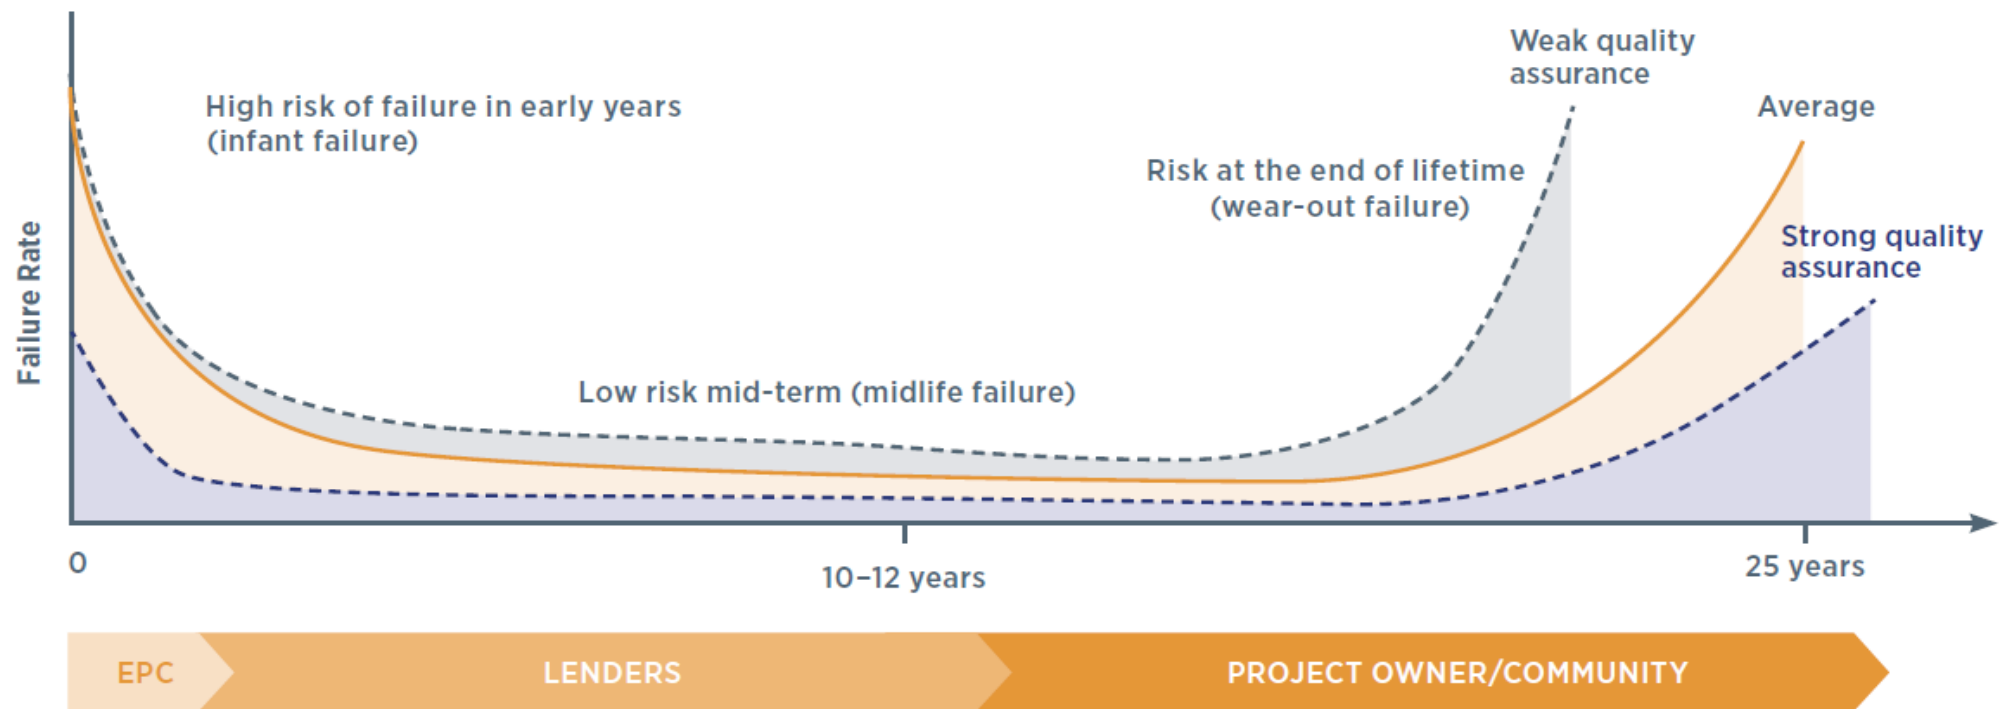 Weak quality
assurance
High risk of failure in early years
(infant failure)
Average
Risk at the end of lifetime
(wear-out failure)
Strong quality
assurance
Failure Rate
Low risk mid-term (midlife failure)
0
10–12 years
25 years
EPC
LENDERS
PROJECT OWNER/COMMUNITY